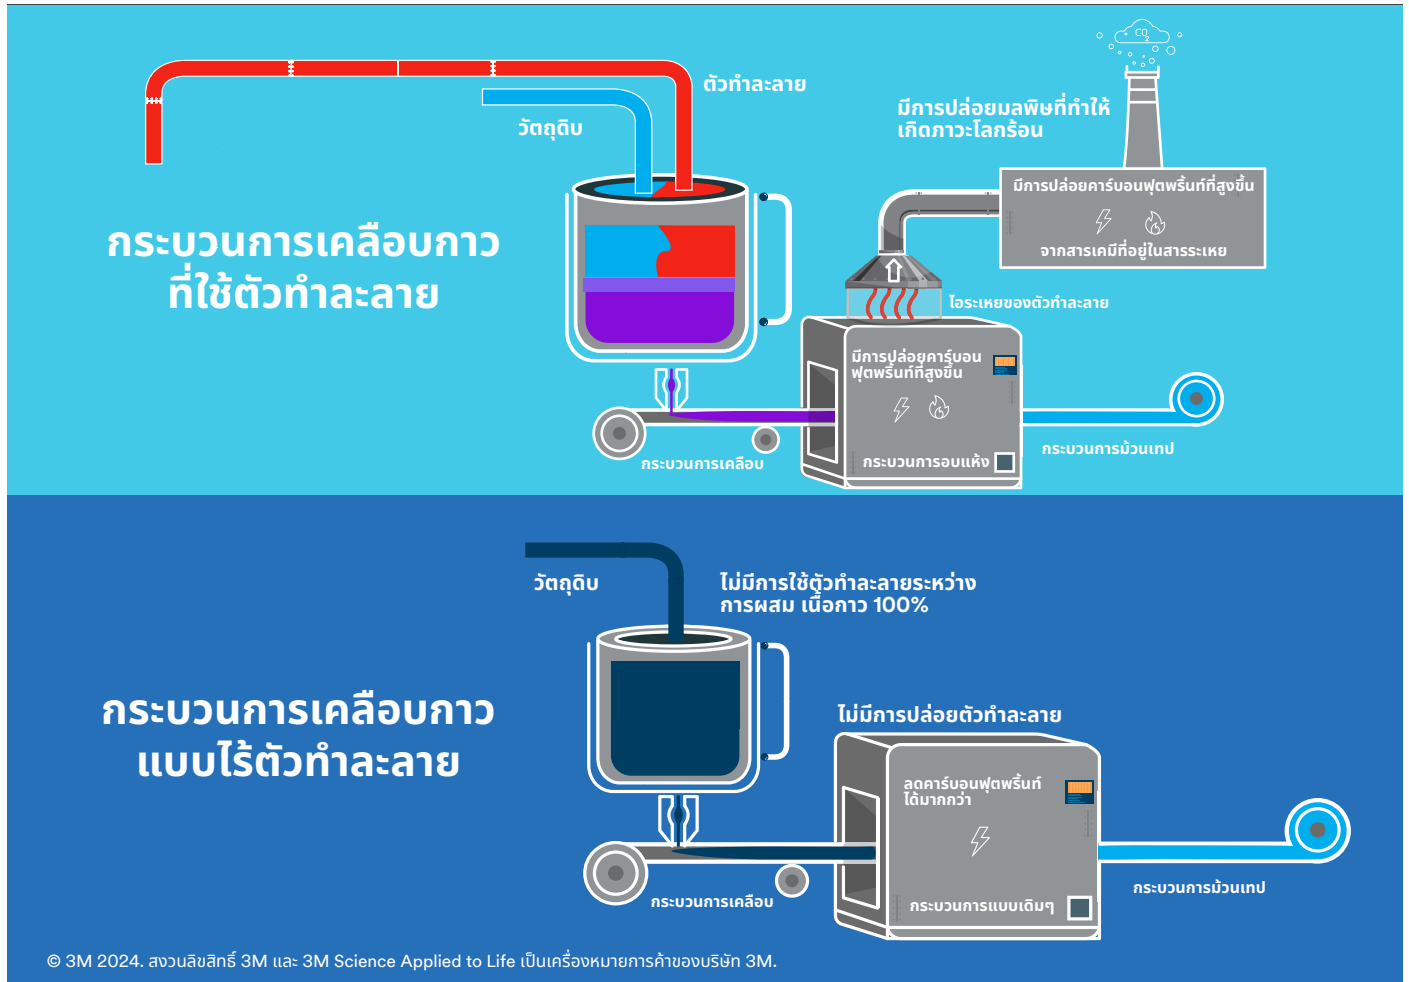 CO2
ตัวทำละลาย
วัตถุดิบ
มีการปล่อยมลพิษที่ทำให้
เกิดภาวะโลกร้อน
มีการปล่อยคาร์บอนฟุตพริ้นท์ที่สูงขึ้น
จากสารเคมีที่อยู่ในสารระเหย
กระบวนการเคลือบกาว
ที่ใช้ตัวทำละลาย
ไอระเหยของตัวทำละลาย
มีการปล่อยคาร์บอน
ฟุตพริ้นท์ที่สูงขึ้น
กระบวนการเคลือบ
กระบวนการอบแห้ง
กระบวนการม้วนเทป
วัตถุดิบ
ไม่มีการใช้ตัวทำละลายระหว่าง
การผสม เนื้อกาว 100%
กระบวนการเคลือบกาว
แบบไร้ตัวทำละลาย
ไม่มีการปล่อยตัวทำละลาย
ลดคาร์บอนฟุตพริ้นท์
ได้มากกว่า
กระบวนการเคลือบ
กระบวนการแบบเดิมๆ
กระบวนการม้วนเทป
© 3M 2024. สงวนลิขสิทธิ์ 3M และ 3M Science Applied to Life เป็นเครื่องหมายการค้าของบริษัท 3M.